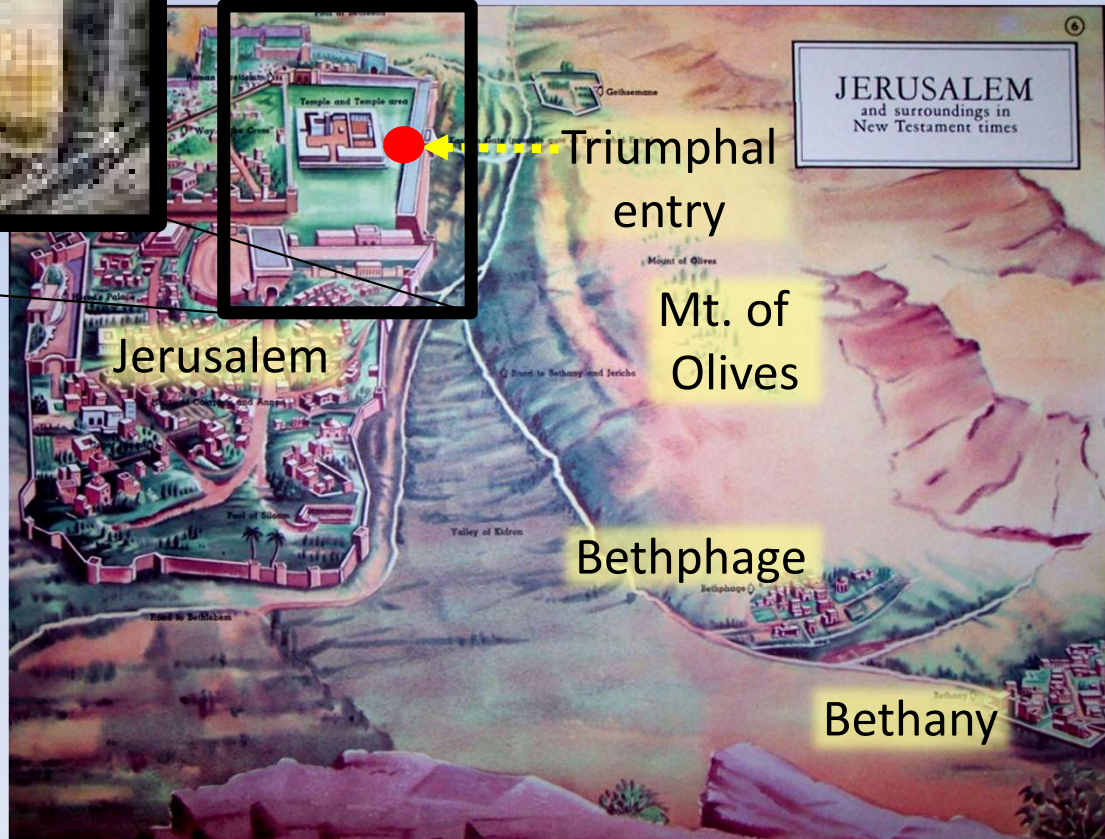 6
JERUSALEM
and surroundings in
New Testament times
Gethsemane
Temple and Temple area
Triumphal
entry
Mount of Olives
Mt. of
Olives
Jerusalem
Road to Bethany and Jericho
Pool of Siloam
Valley of Kidron
Bethphage
Bethphage
Road to Bethlehem
Bethany
Bethany